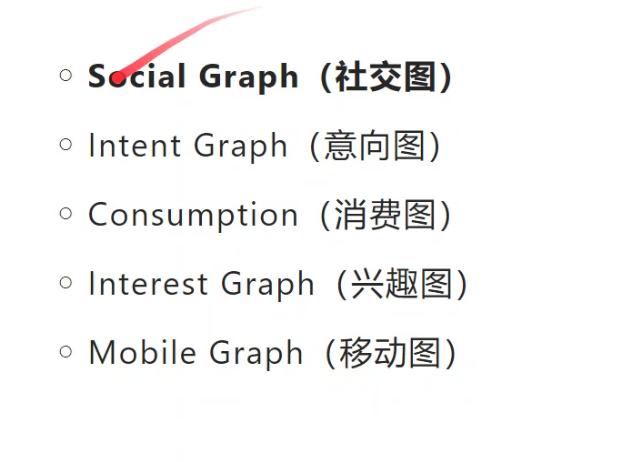 Social Graph（社交图）
Intent Graph（意向图）
Consumption（消费图）
Interest Graph（兴趣图）
Mobile Graph（移动图）